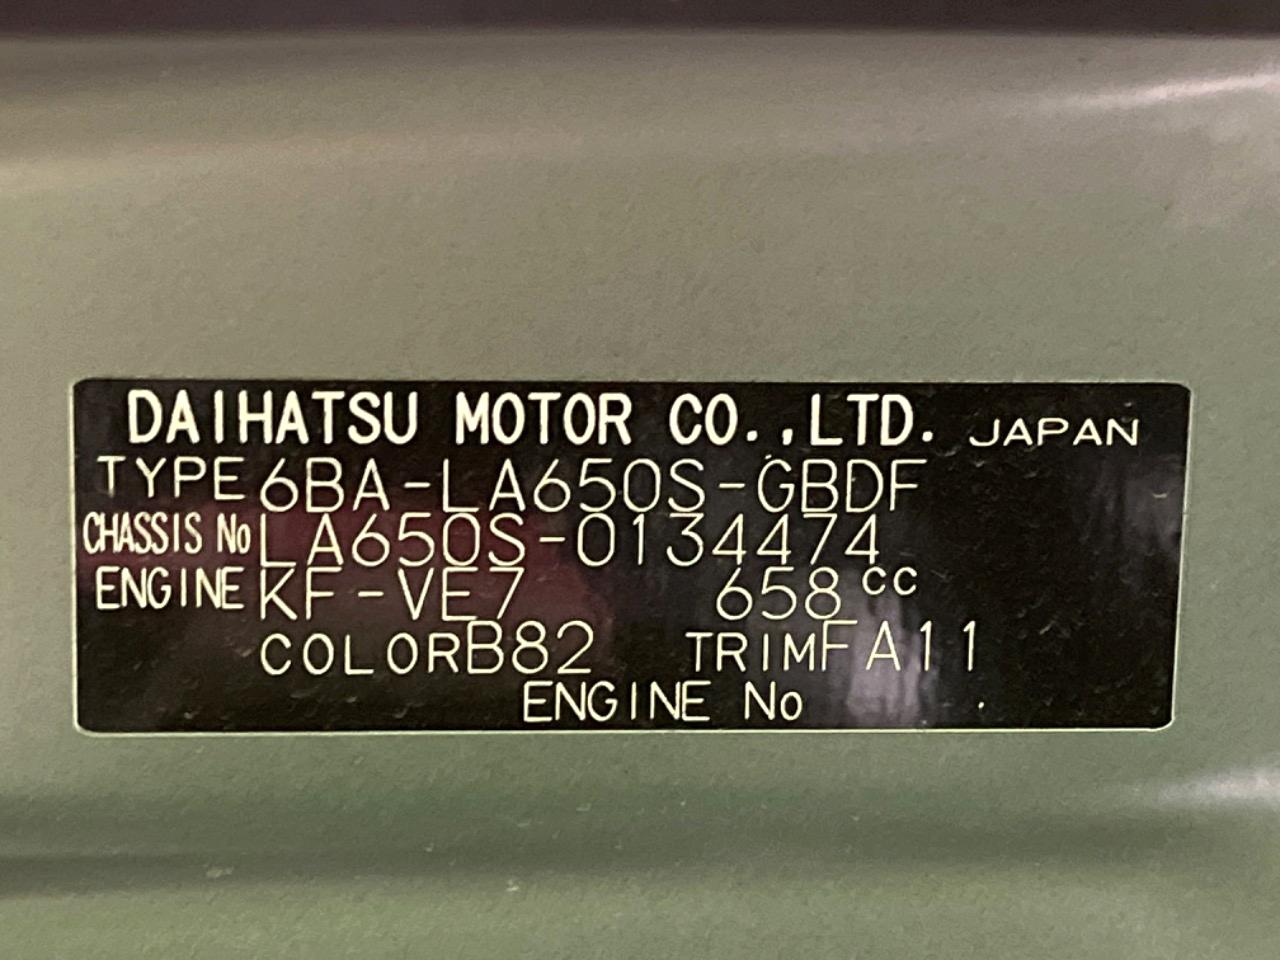 DAIHATSU MOTOR CO.,LTD. JAPAN
TYPE 6BA-LA650S-GBDF
CHASSIS No LA650S-0134474
ENGINE KF-VE7 658cc
COLOR B82 TRIM FA11
ENGINE No